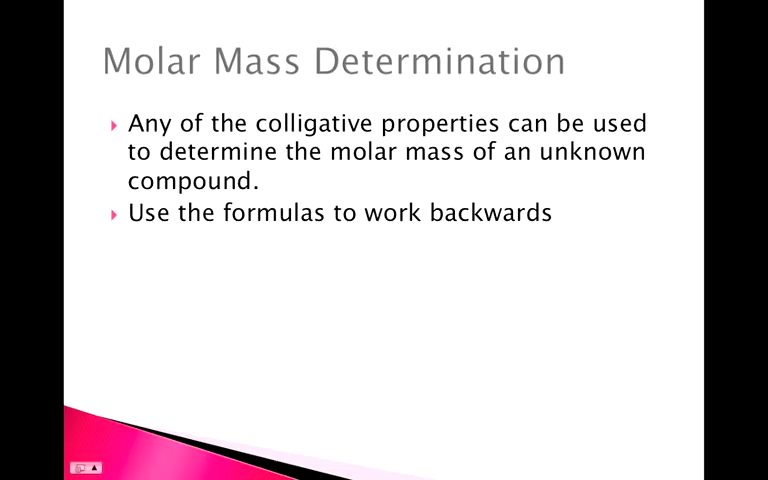 Molar Mass Determination
Any of the colligative properties can be used
to determine the molar mass of an unknown
compound.
Use the formulas to work backwards